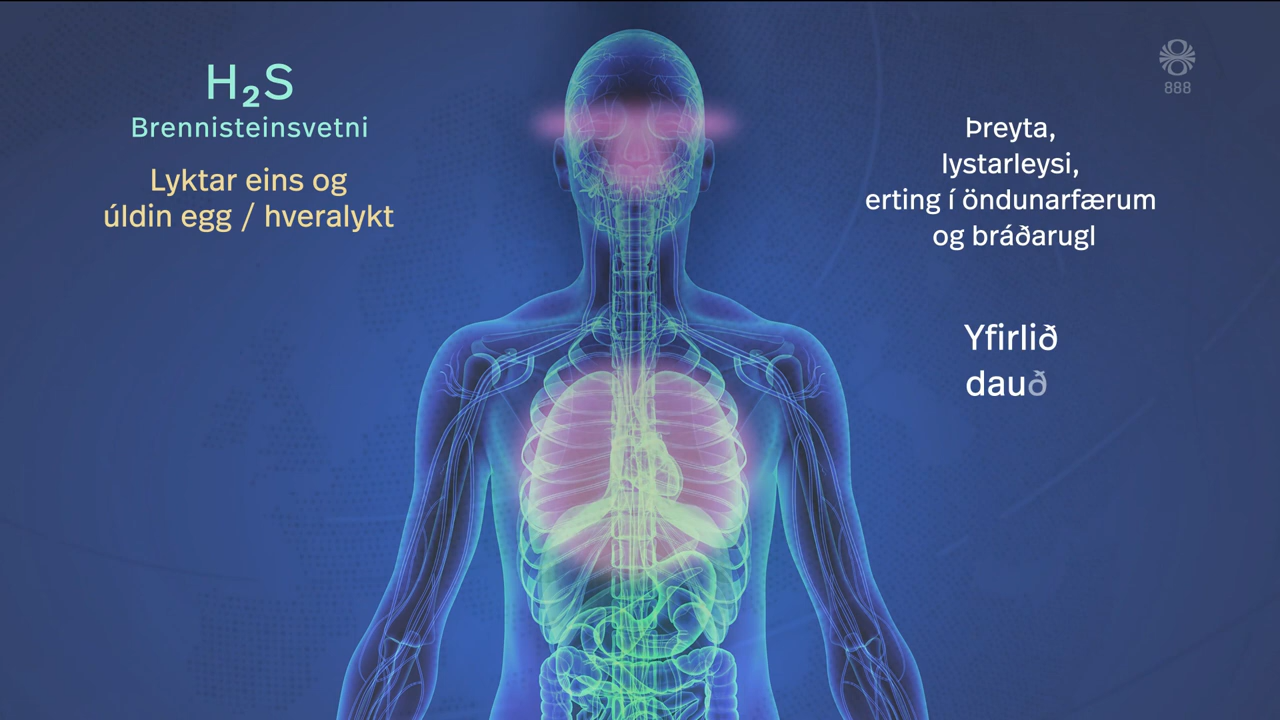 H₂S
Brennisteinsvetni
Lyktar eins og
úldin egg / hveralykt
888
Þreyta,
lystarleysi,
erting í öndunarfærum
og bráðarugl
Yfirlið
dauð